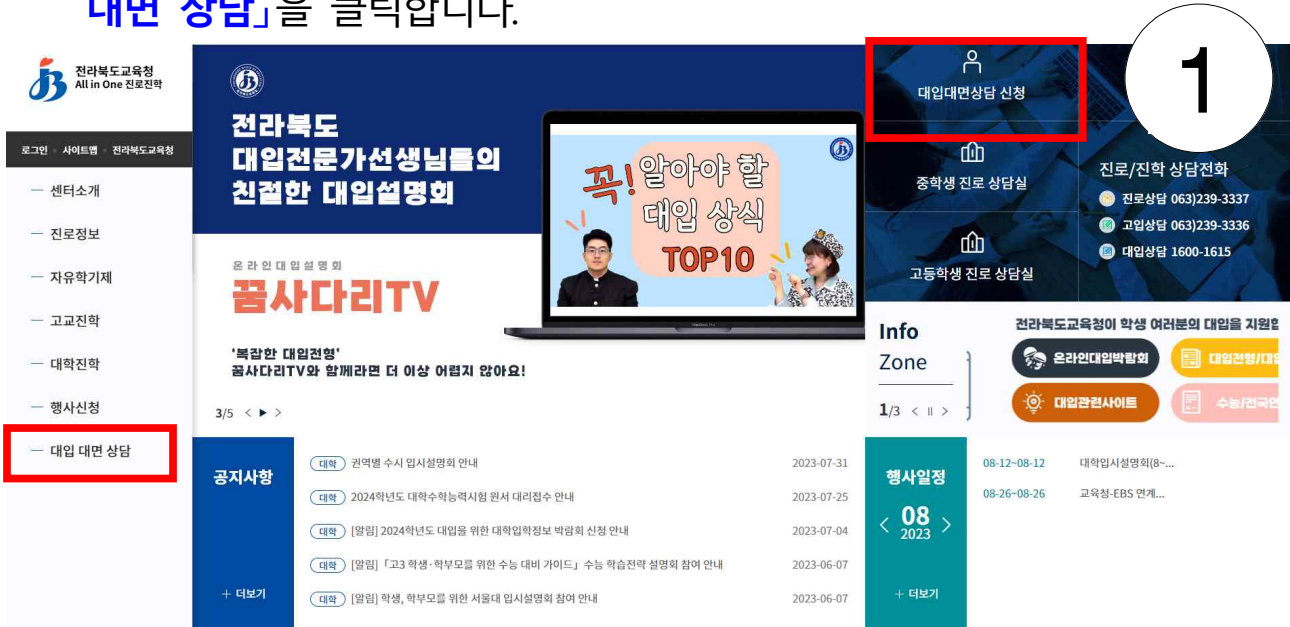 대면 상담」을 클릭합니다.
전라북도교육청
All in One 진로진학
로그인 사이트맵 전라북도교육청
센터소개
진로정보
자유학기제
고교진학
대학진학
행사신청
대입 대면 상담
전라북도
대입전문가선생님들의
친절한 대입설명회
꼭! 알아야 할
대입 상식
TOP10
온라인대입설명회
꿈사다리TV
'복잡한 대입전형'
꿈사다리TV와 함께라면 더 이상 어렵지 않아요!
3/5 < ▶ >
대입대면상담 신청
1
중학생 진로 상담실
고등학생 진로 상담실
진로/진학 상담전화
진로상담 063)239-3337
고입상담 063)239-3336
대입상담 1600-1615
Info
Zone
1/3 < II >
전라북도교육청이 학생 여러분의 대입을 지원합
온라인대입박람회
대입전형/대입
대입관련사이트
수능/전국연
공지사항
+ 더보기
대학 권역별 수시 입시설명회 안내 2023-07-31
대학 2024학년도 대학수학능력시험 원서 대리접수 안내 2023-07-25
대학 [알림] 2024학년도 대입을 위한 대학입학정보 박람회 신청 안내 2023-07-04
대학 [알림]「고3 학생·학부모를 위한 수능 대비 가이드」수능 학습전략 설명회 참여 안내 2023-06-07
대학 [알림] 학생, 학부모를 위한 서울대 입시설명회 참여 안내 2023-06-07
행사일정
< 08 >
2023
+ 더보기
08-12~08-12 대학입시설명회(8~...
08-26~08-26 교육청-EBS 연계...